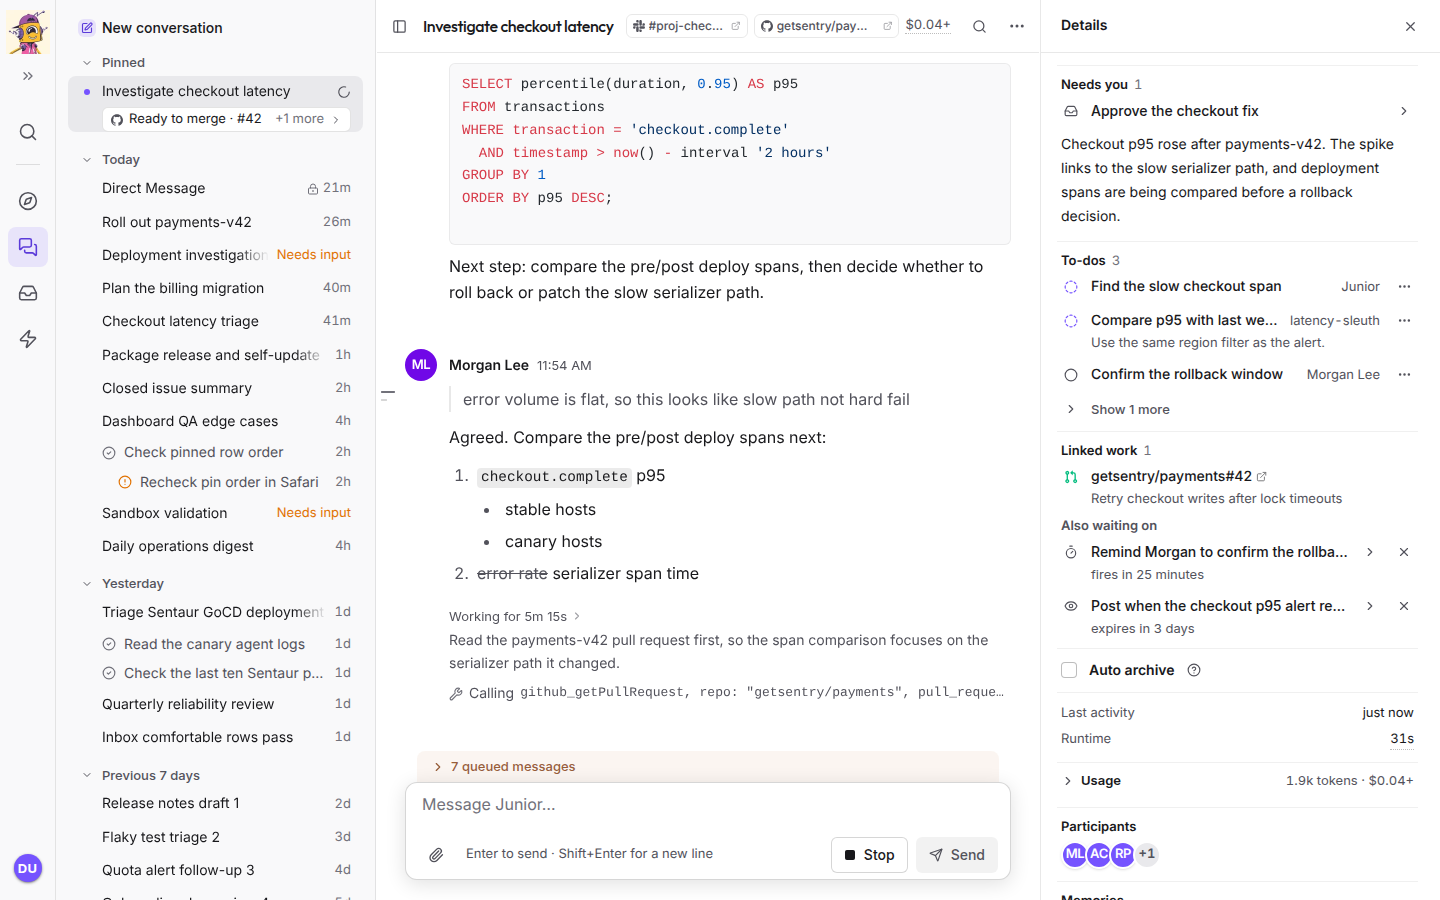 New conversation
Pinned
Investigate checkout latency
Ready to merge · #42 +1 more
Today
Direct Message 21m
Roll out payments-v42 26m
Deployment investigation Needs input
Plan the billing migration 40m
Checkout latency triage 41m
Package release and self-update 1h
Closed issue summary 2h
Dashboard QA edge cases 4h
Check pinned row order 2h
Recheck pin order in Safari 2h
Sandbox validation Needs input
Daily operations digest 4h
Yesterday
Triage Sentaur GoCD deployment 1d
Read the canary agent logs 1d
Check the last ten Sentaur p... 1d
Quarterly reliability review 1d
Inbox comfortable rows pass 1d
Previous 7 days
Release notes draft 1 2d
Flaky test triage 2 3d
Quota alert follow-up 3 4d
DU
Investigate checkout latency #proj-chec... getsentry/pay... $0.04+
SELECT percentile(duration, 0.95) AS p95
FROM transactions
WHERE transaction = 'checkout.complete'
AND timestamp > now() - interval '2 hours'
GROUP BY 1
ORDER BY p95 DESC;
Next step: compare the pre/post deploy spans, then decide whether to
roll back or patch the slow serializer path.
ML Morgan Lee 11:54 AM
error volume is flat, so this looks like slow path not hard fail
Agreed. Compare the pre/post deploy spans next:
1. checkout.complete p95
• stable hosts
• canary hosts
2. error rate serializer span time
Working for 5m 15s
Read the payments-v42 pull request first, so the span comparison focuses on the
serializer path it changed.
Calling github_getPullRequest, repo: "getsentry/payments", pull_reque…
7 queued messages
Message Junior...
Enter to send · Shift+Enter for a new line
Stop
Send
Details
Needs you 1
Approve the checkout fix
Checkout p95 rose after payments-v42. The spike
links to the slow serializer path, and deployment
spans are being compared before a rollback
decision.
To-dos 3
Find the slow checkout span Junior
Compare p95 with last we... latency-sleuth
Use the same region filter as the alert.
Confirm the rollback window Morgan Lee
Show 1 more
Linked work 1
getsentry/payments#42
Retry checkout writes after lock timeouts
Also waiting on
Remind Morgan to confirm the rollba...
fires in 25 minutes
Post when the checkout p95 alert re...
expires in 3 days
Auto archive
Last activity just now
Runtime 31s
Usage 1.9k tokens · $0.04+
Participants
ML AC RP +1